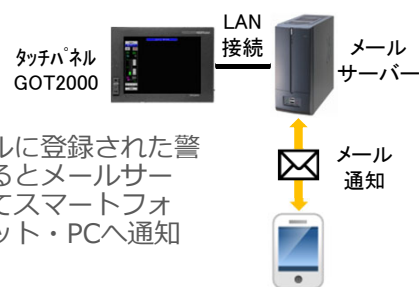 LAN
接続
ﾀｯﾁﾊﾟﾈﾙ
GOT2000
メール
サーバー
ルに登録された警
るとメールサー
てスマートフォ
ット・PCへ通知
メール
通知